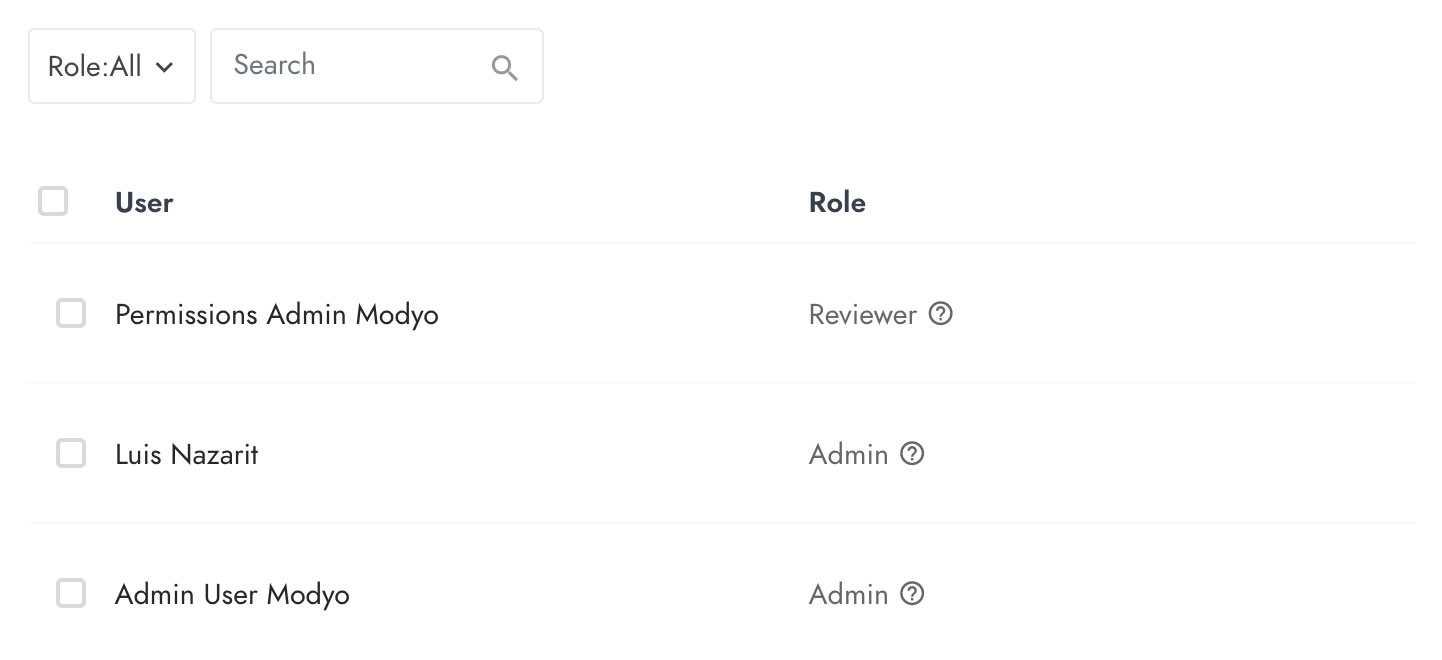 Role:All
Search
User Role
Permissions Admin Modyo Reviewer
Luis Nazarit Admin
Admin User Modyo Admin